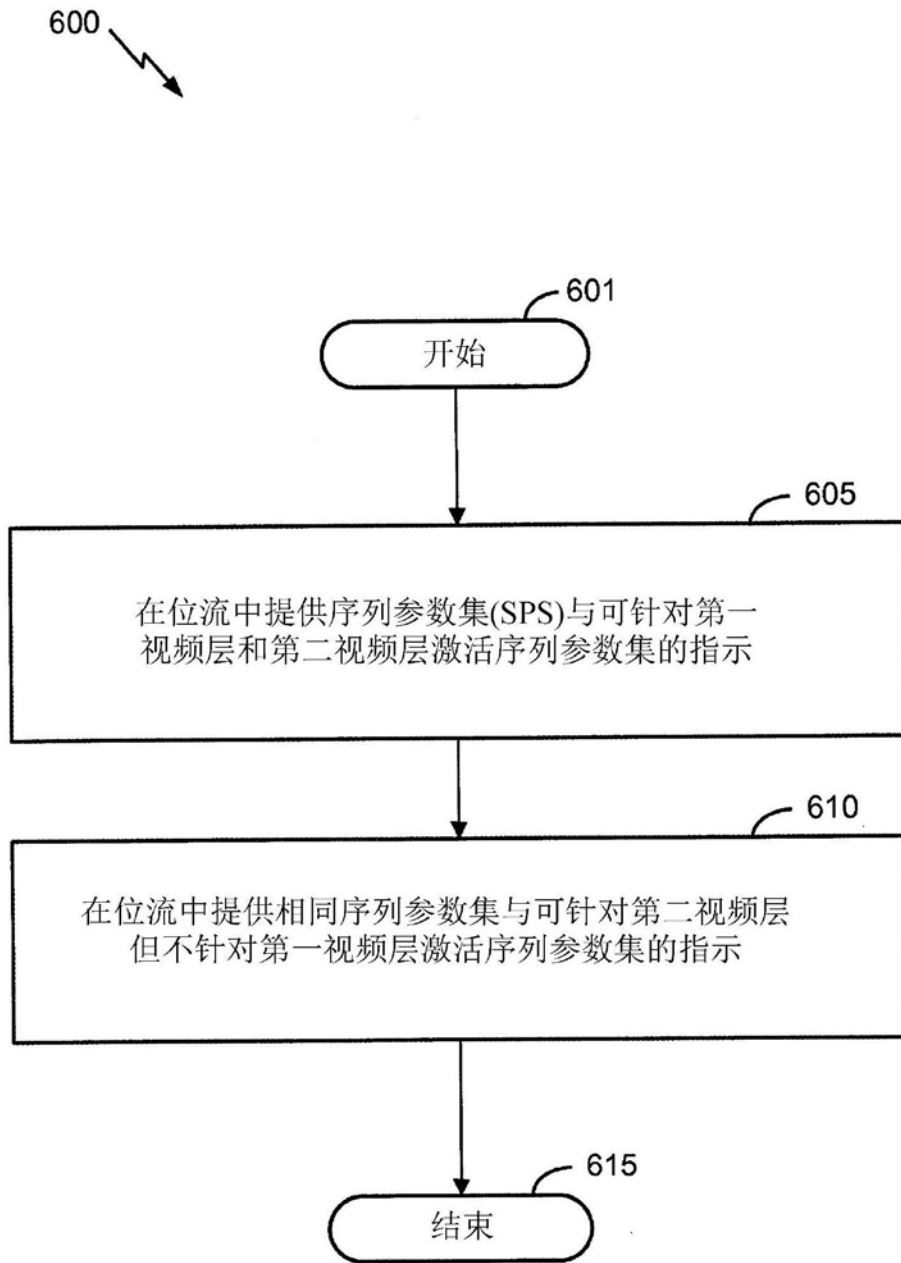 600
601
开始
605
在位流中提供序列参数集(SPS)与可针对第一
视频层和第二视频层激活序列参数集的指示
610
在位流中提供相同序列参数集与可针对第二视频层
但不针对第一视频层激活序列参数集的指示
615
结束